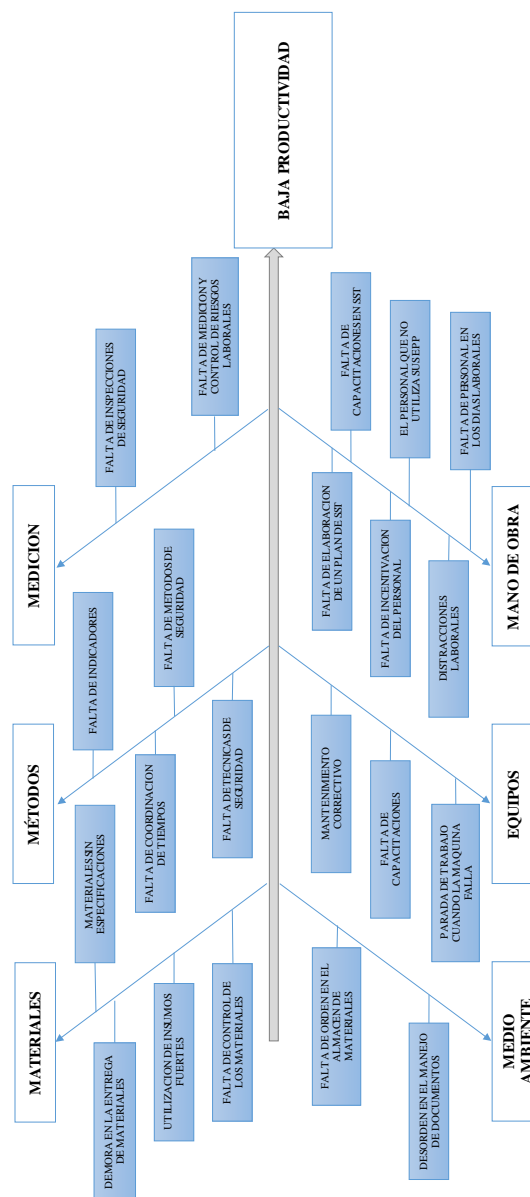 MATERIALES
MÉTODOS
MEDICION
DEMORA EN LA ENTREGA
DE MATERIALES
MATERIALES SIN
ESPECIFICACIONES
UTILIZACION DE INSUMOS
FUERTES
FALTA DE CONTROL DE
LOS MATERIALES
FALTA DE INDICADORES
FALTA DE COORDINACION
DE TIEMPOS
FALTA DE METODOS DE
SEGURIDAD
FALTA DE TECNICAS DE
SEGURIDAD
FALTA DE INSPECCIONES
DE SEGURIDAD
FALTA DE MEDICION Y
CONTROL DE RIESGOS
LABORALES
BAJA PRODUCTIVIDAD
FALTA DE ORDEN EN EL
ALMACEN DE
MATERIALES
DESORDEN EN EL MANEJO
DE DOCUMENTOS
MANTENIMIENTO
CORRECTIVO
FALTA DE
CAPACITACIONES
PARADA DE TRABAJO
CUANDO LA MAQUINA
FALLA
FALTA DE ELABORACION
DE UN PLAN DE SST
FALTA DE
CAPACITACIONES EN SST
FALTA DE INCENTIVACION
DEL PERSONAL
EL PERSONAL QUE NO
UTILIZA SUS EPP
DISTRACCIONES
LABORALES
FALTA DE PERSONAL EN
LOS DIAS LABORALES
MEDIO
AMBIENTE
EQUIPOS
MANO DE OBRA